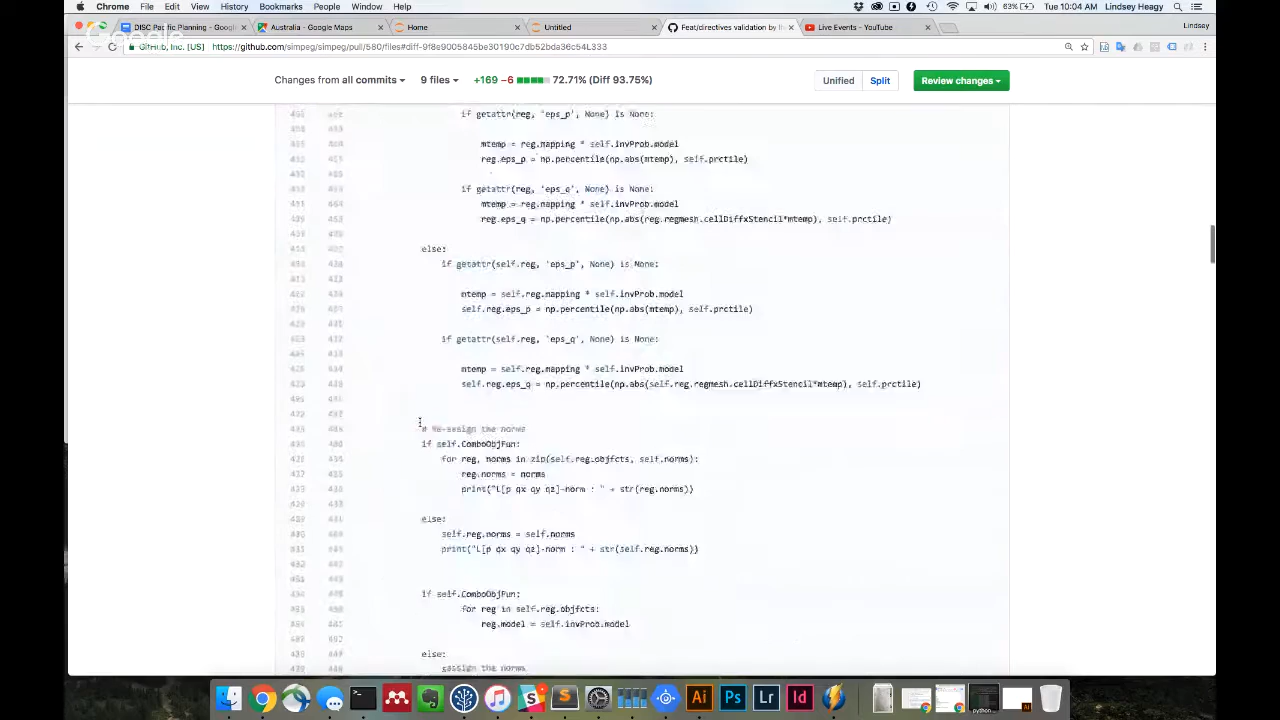 Chrome File Edit View History Bookmarks People Window Help
63% Tue 10:04 AM Lindsey Heagy
DISC Pacific Planning - Googl
Australia - Google Maps
Home
Untitled
Feat/directives validation by th
Live Events - YouTube
Lindsey
GitHub, Inc. [US] https://github.com/simpeg/simpeg/pull/580/files#diff-9f8e9005845be30190c7db52bda36c54L333
Changes from all commits 9 files +169 −6 72.71% (Diff 93.75%)
Unified Split Review changes
if getattr(reg, 'eps_p', None) is None:
mtemp = reg.mapping * self.invProb.model
reg.eps_p = np.percentile(np.abs(mtemp), self.prctile)
if getattr(reg, 'eps_q', None) is None:
mtemp = reg.mapping * self.invProb.model
reg.eps_q = np.percentile(np.abs(reg.regmesh.cellDiffxStencil*mtemp), self.prctile)
else:
if getattr(self.reg, 'eps_p', None) is None:
mtemp = self.reg.mapping * self.invProb.model
self.reg.eps_p = np.percentile(np.abs(mtemp), self.prctile)
if getattr(self.reg, 'eps_q', None) is None:
mtemp = self.reg.mapping * self.invProb.model
self.reg.eps_q = np.percentile(np.abs(self.reg.regmesh.cellDiffxStencil*mtemp), self.prctile)
# Re-assign the norms
if self.ComboObjFun:
for reg, norms in zip(self.reg.objfcts, self.norms):
reg.norms = norms
print("L[p qx qy qz]-norm : " + str(reg.norms))
else:
self.reg.norms = self.norms
print("L[p qx qy qz]-norm : " + str(self.reg.norms))
if self.ComboObjFun:
for reg in self.reg.objfcts:
reg.model = self.invProb.model
else:
assign the norms
Ai Ps Lr Id